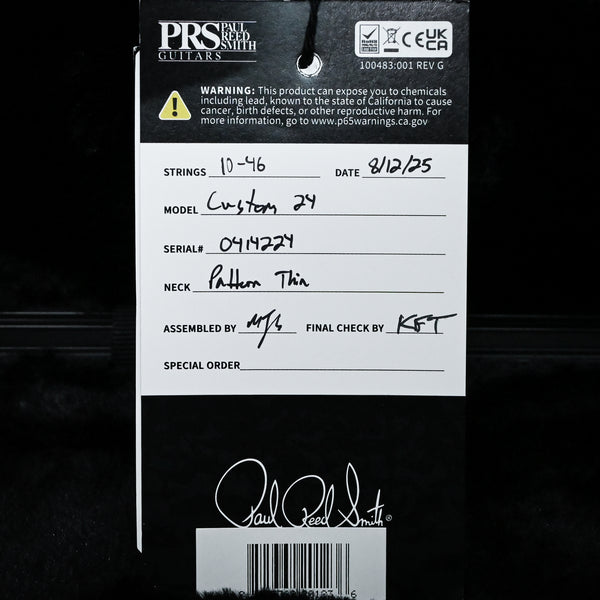 PRS PAUL REED SMITH
GUITARS
CE UK CA
100483:001 REV G
WARNING: This product can expose you to chemicals
including lead, known to the state of California to cause
cancer, birth defects, or other reproductive harm. For
more information, go to www.p65warnings.ca.gov
STRINGS 10-46 DATE 8/12/25
MODEL Custom 24
SERIAL# 0414224
NECK Pattern Thin
ASSEMBLED BY FINAL CHECK BY KFT
SPECIAL ORDER
Paul Reed Smith®